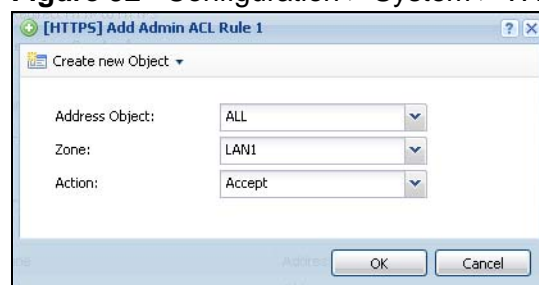 [HTTPS] Add Admin ACL Rule 1
Create new Object
Address Object: ALL
Zone: LAN1
Action: Accept
OK Cancel